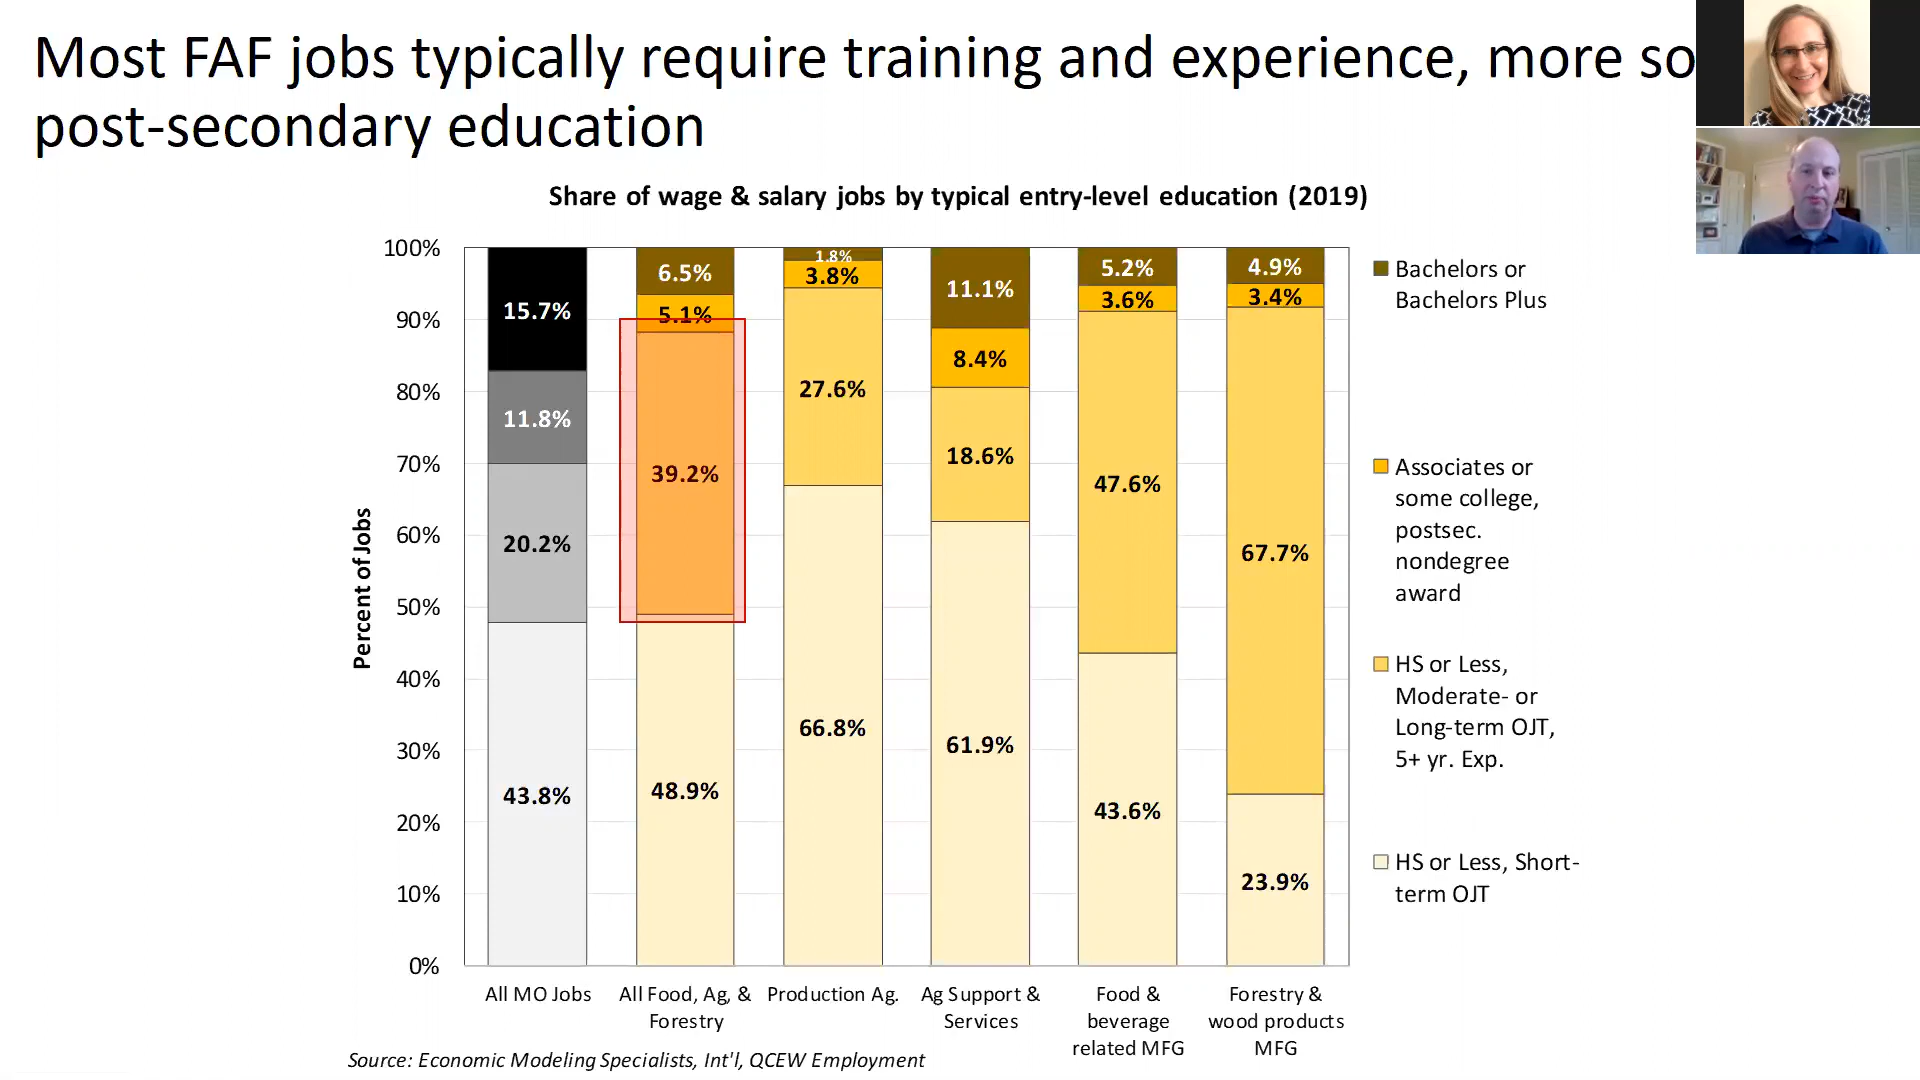 Most FAF jobs typically require training and experience, more so
post-secondary education
Share of wage & salary jobs by typical entry-level education (2019)
Percent of Jobs
100%
90%
80%
70%
60%
50%
40%
30%
20%
10%
0%
15.7%
11.8%
20.2%
43.8%
6.5%
5.1%
39.2%
48.9%
1.8%
3.8%
27.6%
66.8%
11.1%
8.4%
18.6%
61.9%
5.2%
3.6%
47.6%
43.6%
4.9%
3.4%
67.7%
23.9%
All MO Jobs
All Food, Ag, &
Forestry
Production Ag.
Ag Support &
Services
Food &
beverage
related MFG
Forestry &
wood products
MFG
Bachelors or
Bachelors Plus
Associates or
some college,
postsec.
nondegree
award
HS or Less,
Moderate- or
Long-term OJT,
5+ yr. Exp.
HS or Less, Short-
term OJT
Source: Economic Modeling Specialists, Int'l, QCEW Employment